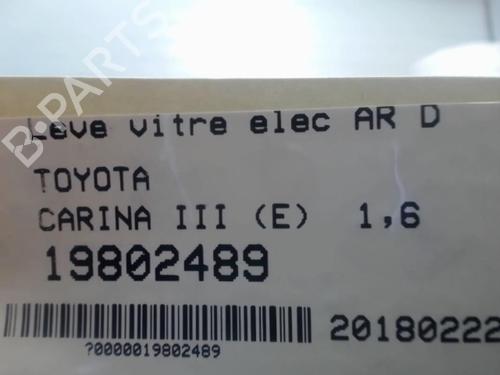 B-PARTS
Leve vitre elec AR D
TOYOTA
CARINA III (E) 1,6
19802489
20180222
?0000019802489